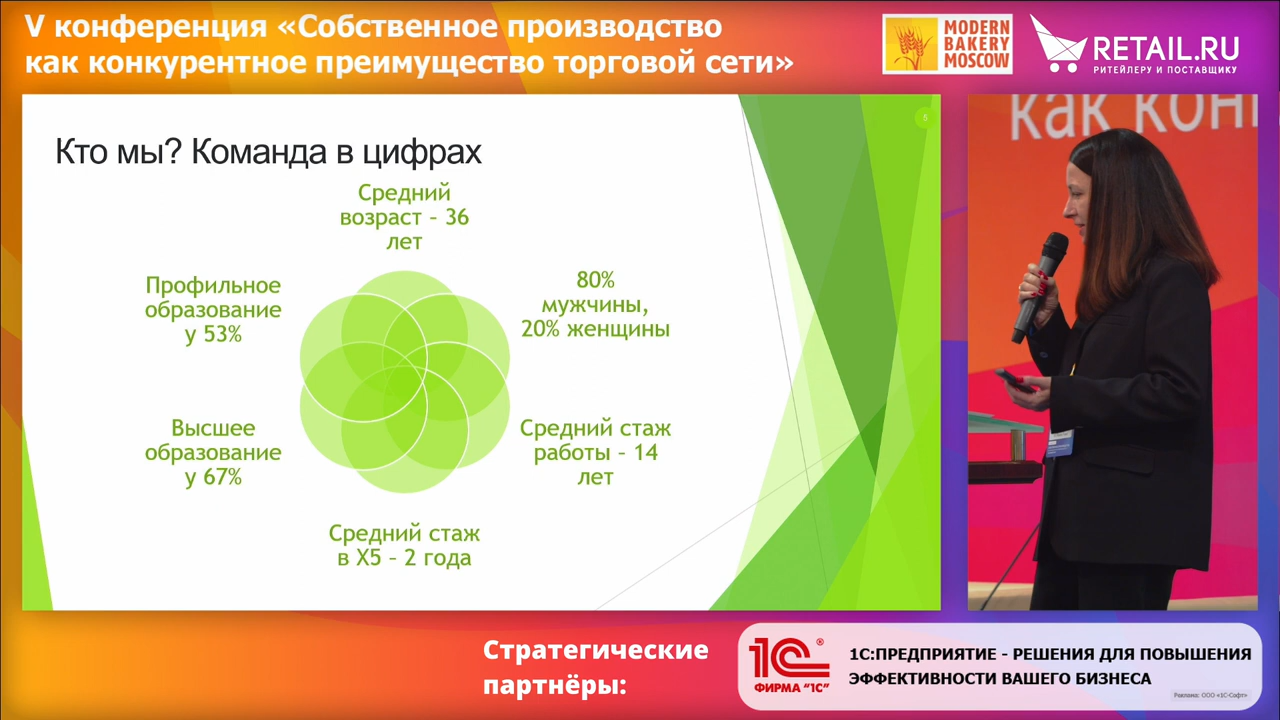 V конференция «Собственное производство
как конкурентное преимущество торговой сети»
MODERN
BAKERY
MOSCOW
RETAIL.RU
РИТЕЙЛЕРУ И ПОСТАВЩИКУ
5
Кто мы? Команда в цифрах
Средний
возраст – 36
лет
80%
мужчины,
20% женщины
Средний стаж
работы – 14
лет
Средний стаж
в X5 – 2 года
Высшее
образование
у 67%
Профильное
образование
у 53%
как конк
Стратегические
партнёры:
1С®
ФИРМА "1С"
1С:ПРЕДПРИЯТИЕ - РЕШЕНИЯ ДЛЯ ПОВЫШЕНИЯ
ЭФФЕКТИВНОСТИ ВАШЕГО БИЗНЕСА
Реклама: ООО «1С-Софт»